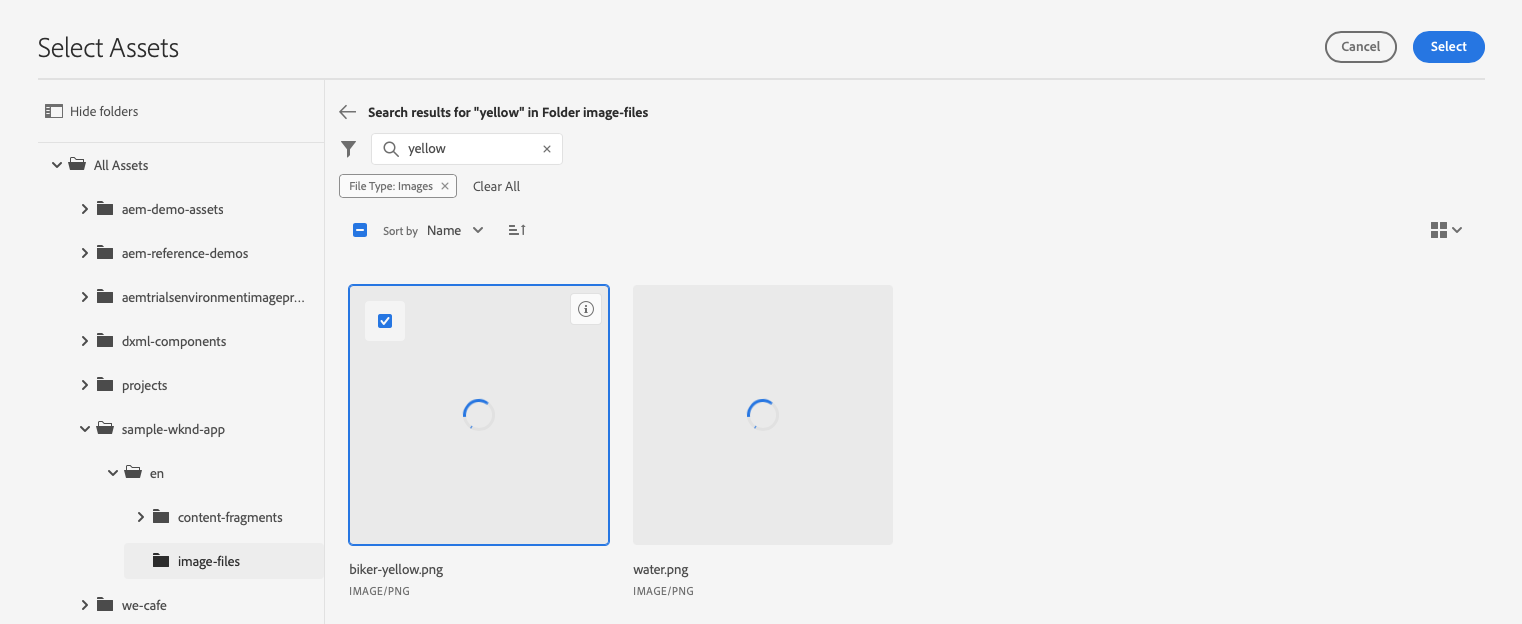 Select Assets
Cancel
Select
Hide folders
All Assets
aem-demo-assets
aem-reference-demos
aemtrialsenvironmentimagepr...
dxml-components
projects
sample-wknd-app
en
content-fragments
image-files
we-cafe
Search results for "yellow" in Folder image-files
yellow
File Type: Images
Clear All
Sort by Name
biker-yellow.png
IMAGE/PNG
water.png
IMAGE/PNG